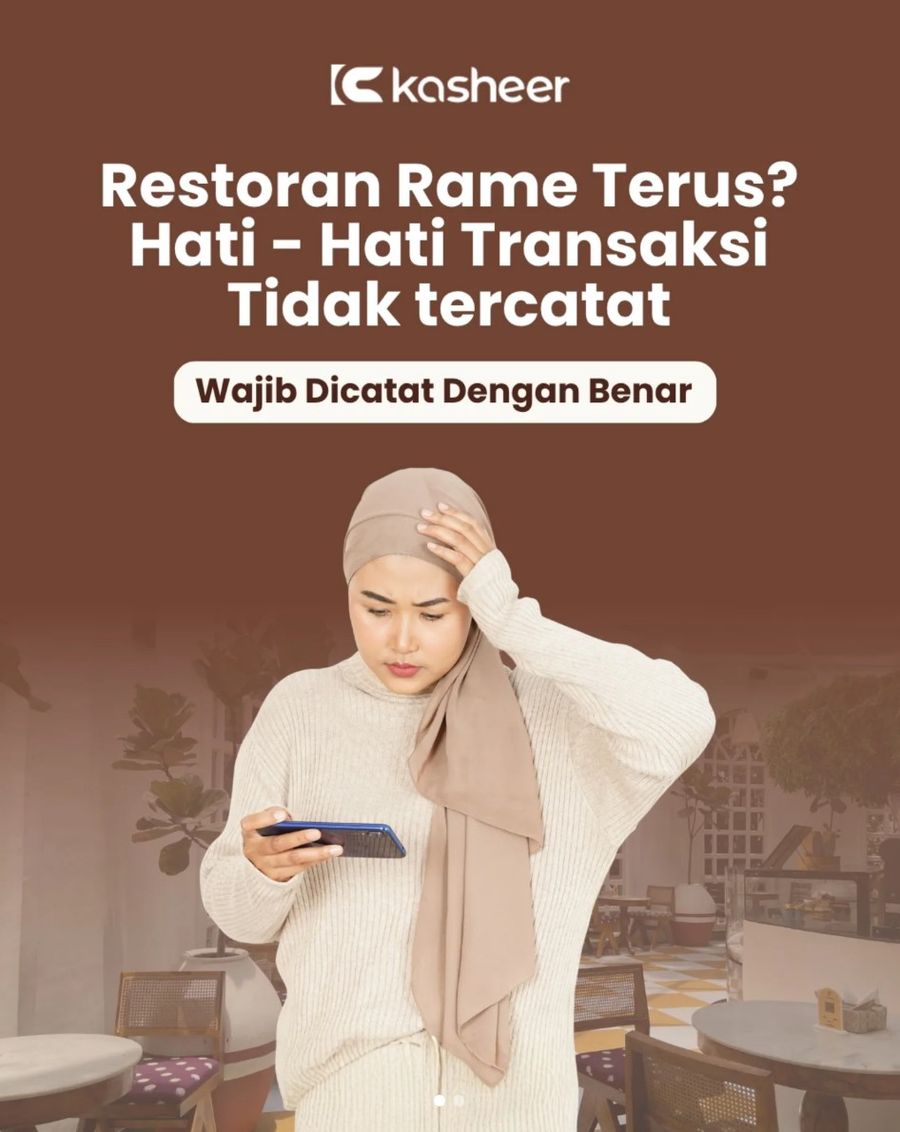 kasheer
Restoran Rame Terus?
Hati - Hati Transaksi
Tidak tercatat
Wajib Dicatat Dengan Benar